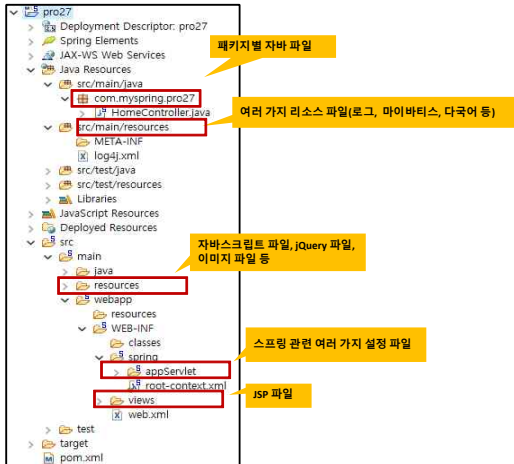 pro27
Deployment Descriptor: pro27
Spring Elements
JAX-WS Web Services
Java Resources
src/main/java
com.myspring.pro27
HomeController.java
src/main/resources
META-INF
log4j.xml
src/test/java
src/test/resources
Libraries
JavaScript Resources
Deployed Resources
src
main
java
resources
webapp
resources
WEB-INF
classes
spring
appServlet
root-context.xml
views
web.xml
test
target
pom.xml
패키지별 자바 파일
여러 가지 리소스 파일(로그, 마이바티스, 다국어 등)
자바스크립트 파일, jQuery 파일,
이미지 파일 등
스프링 관련 여러 가지 설정 파일
JSP 파일